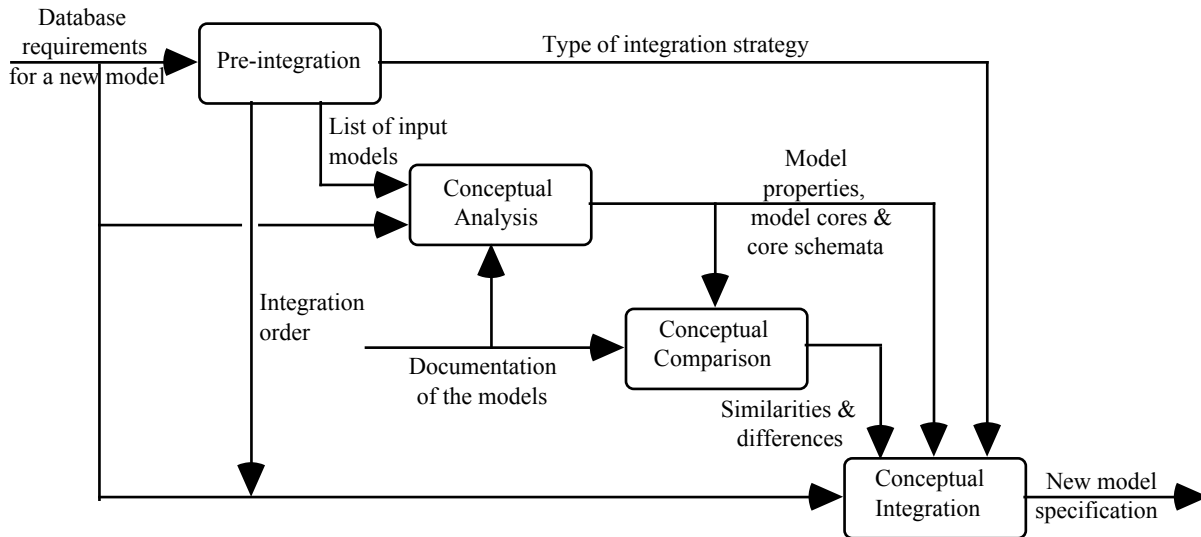 Database
requirements
for a new model
Pre-integration
Type of integration strategy
List of input
models
Conceptual
Analysis
Model
properties,
model cores &
core schemata
Integration
order
Documentation
of the models
Conceptual
Comparison
Similarities &
differences
Conceptual
Integration
New model
specification